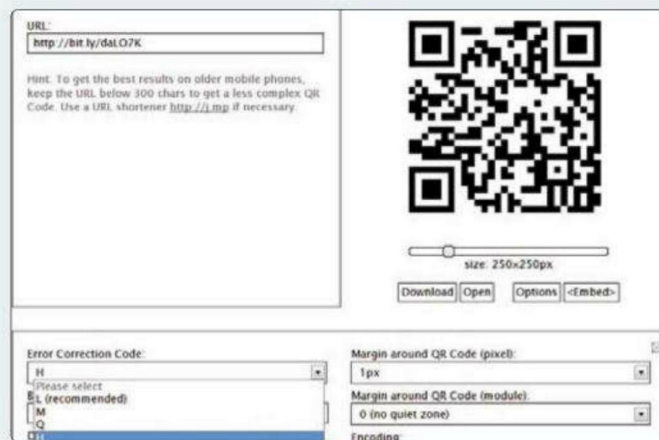 URL:
http://bit.ly/daLO7K
Hint. To get the best results on older mobile phones,
keep the URL below 300 chars to get a less complex QR
Code. Use a URL shortener http://j.mp if necessary.
size: 250x250px
Download Open Options <Embed>
Error Correction Code:
H
Please select
L (recommended)
M
Q
H
Margin around QR Code (pixel):
1px
Margin around QR Code (module):
0 (no quiet zone)
Encoding: